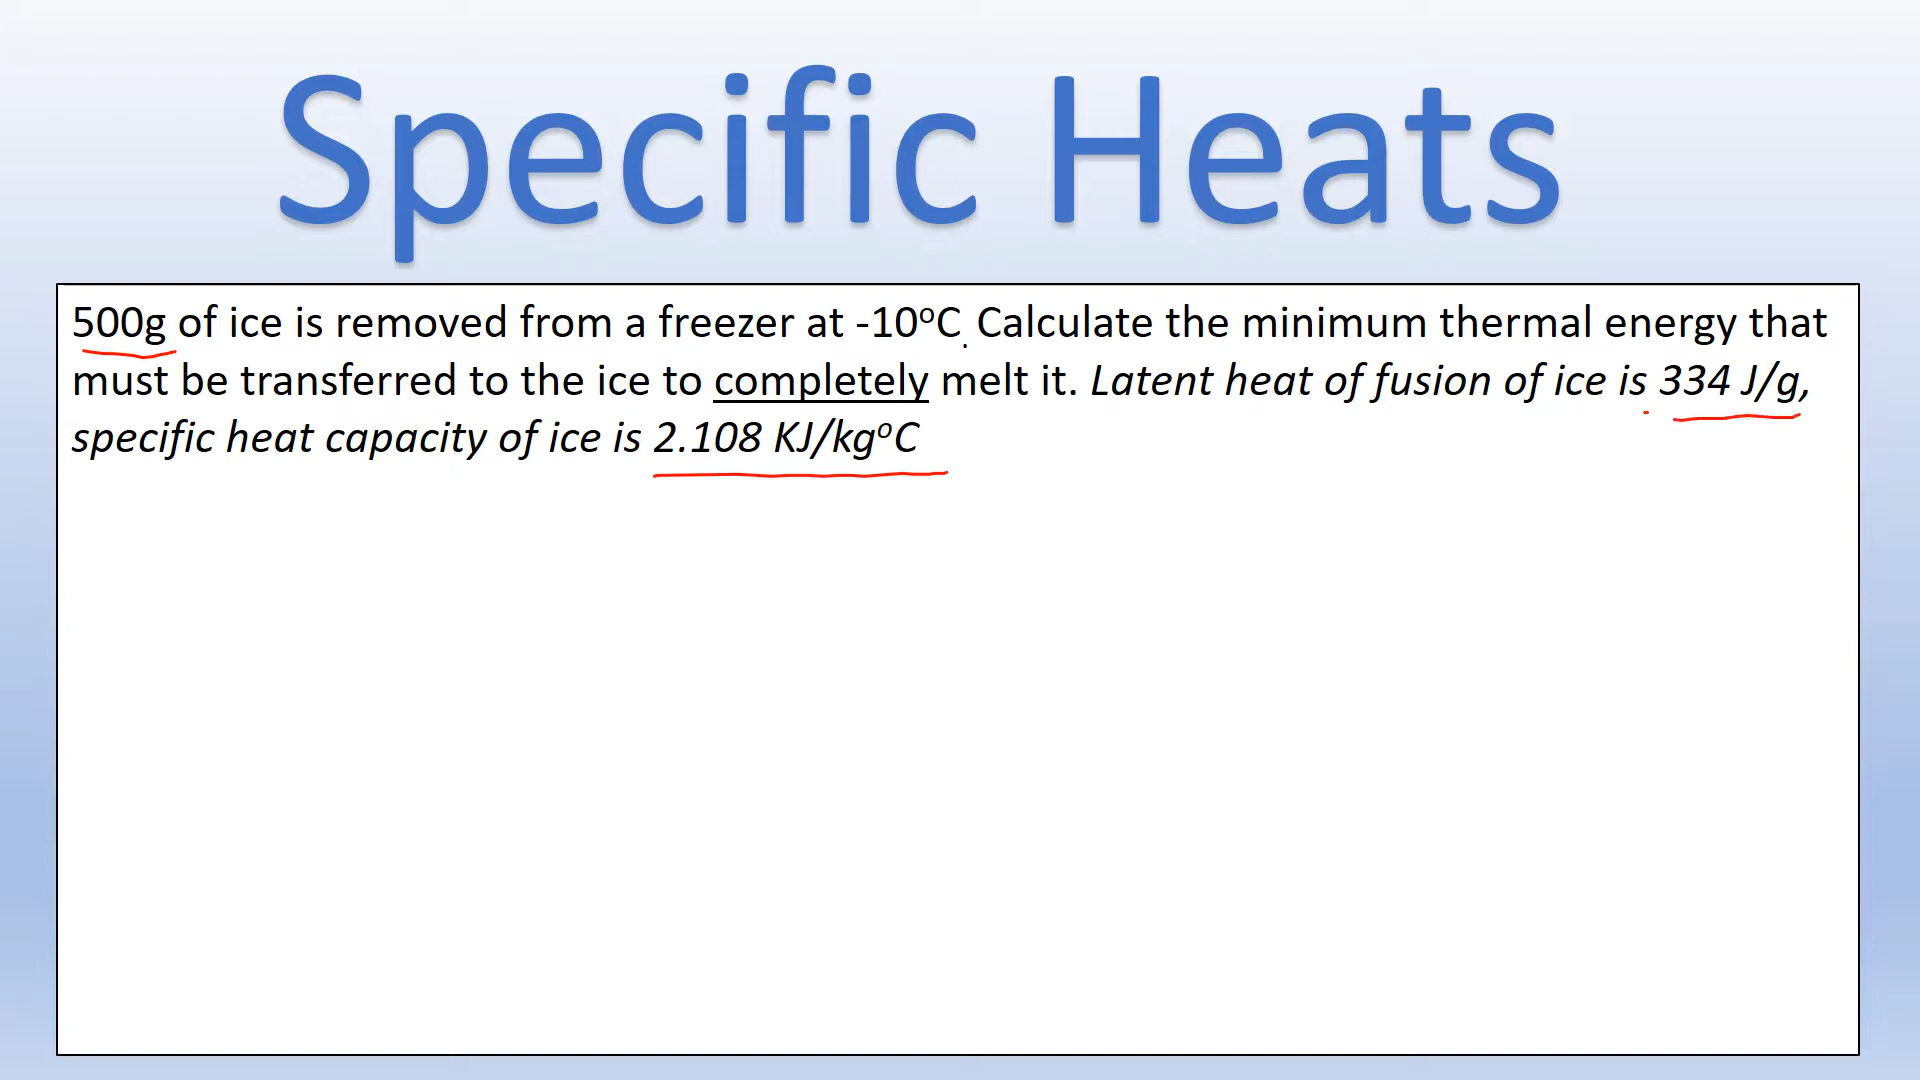 Specific Heats
500g of ice is removed from a freezer at -10ºC. Calculate the minimum thermal energy that
must be transferred to the ice to completely melt it. Latent heat of fusion of ice is 334 J/g,
specific heat capacity of ice is 2.108 KJ/kgºC